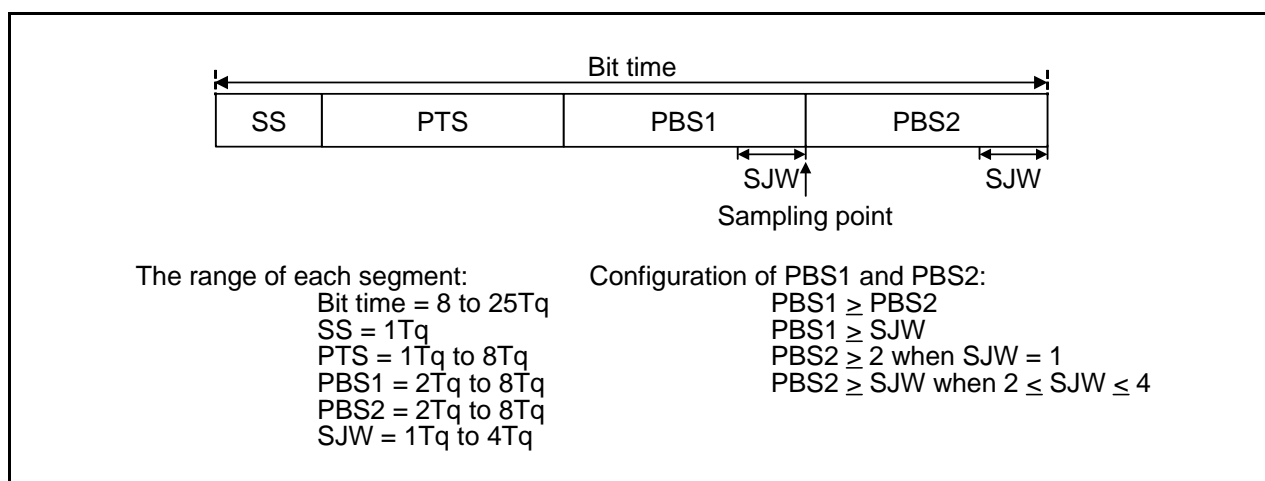 Bit time
SS PTS PBS1 PBS2
SJW SJW
Sampling point
The range of each segment:
Bit time = 8 to 25Tq
SS = 1Tq
PTS = 1Tq to 8Tq
PBS1 = 2Tq to 8Tq
PBS2 = 2Tq to 8Tq
SJW = 1Tq to 4Tq
Configuration of PBS1 and PBS2:
PBS1 ≥ PBS2
PBS1 ≥ SJW
PBS2 ≥ 2 when SJW = 1
PBS2 ≥ SJW when 2 ≤ SJW ≤ 4